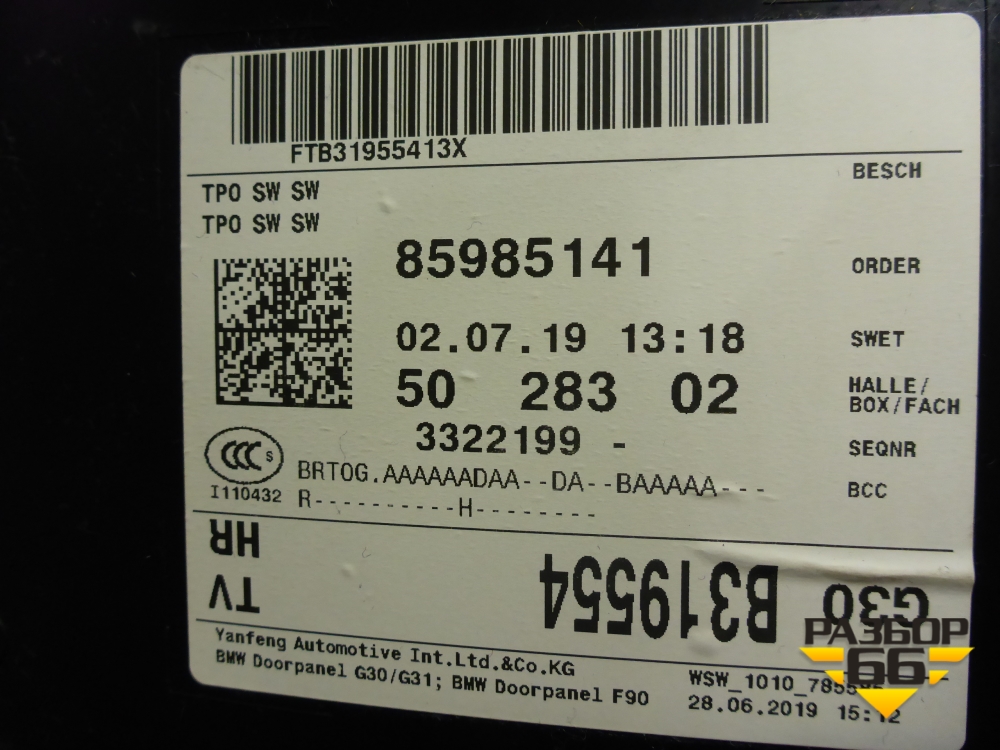 FTB31955413X
TPO SW SW
TPO SW SW
BESCH
85985141 ORDER
02.07.19 13:18 SWET
50 283 02 HALLE/
BOX/FACH
3322199 - SEQNR
BRTOG.AAAAAADAA--DA--BAAAAA--- BCC
R----------H--------
CCC S
I110432
HR
TV
B319554
G30
Yanfeng Automotive Int.Ltd.&Co.KG
BMW Doorpanel G30/G31; BMW Doorpanel F90
28.06.2019
РАЗБОР
66